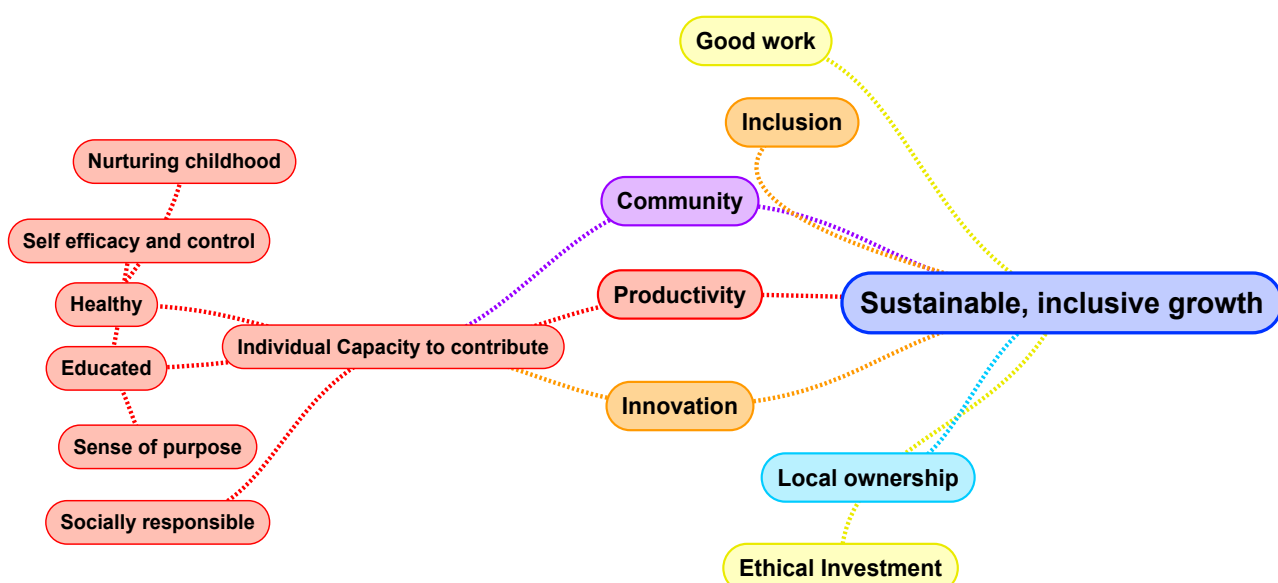 Good work
Inclusion
Nurturing childhood
Community
Self efficacy and control
Productivity
Sustainable, inclusive growth
Healthy
Individual Capacity to contribute
Educated
Innovation
Sense of purpose
Local ownership
Socially responsible
Ethical Investment